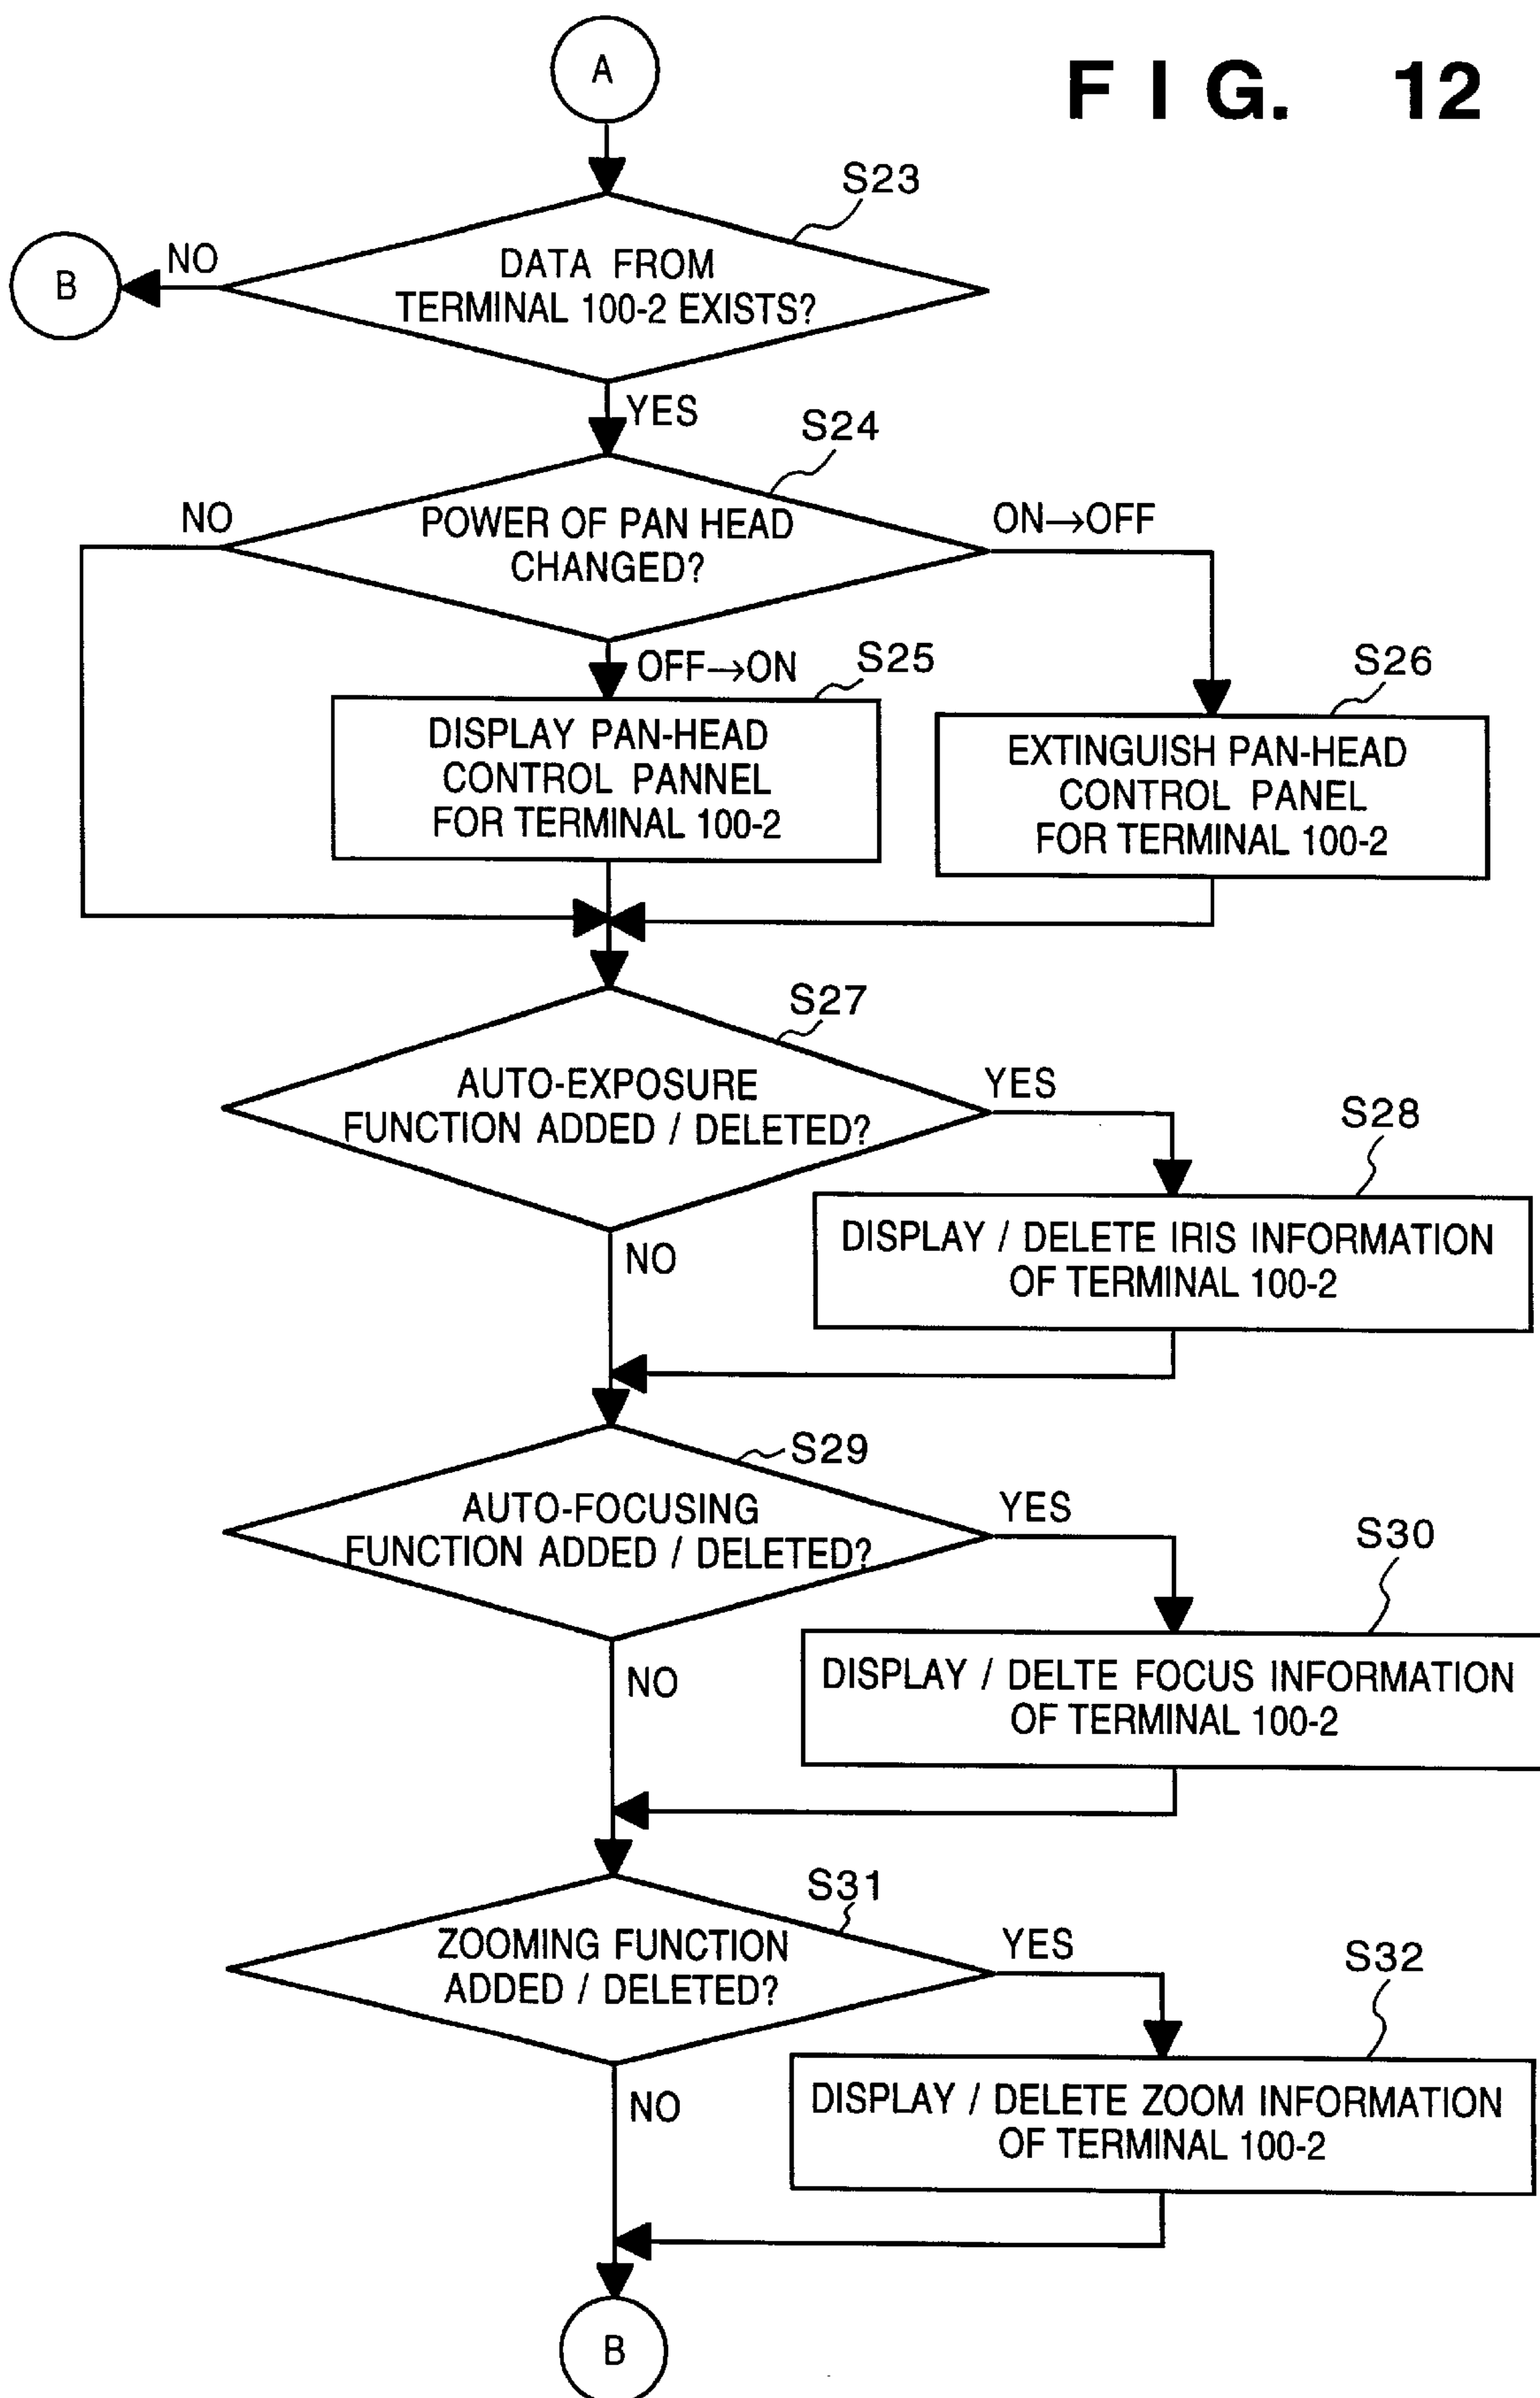 A
FIG. 12
S23
DATA FROM
TERMINAL 100-2 EXISTS?
NO
B
YES
S24
POWER OF PAN HEAD
CHANGED?
NO
ON→OFF
OFF→ON
S25
DISPLAY PAN-HEAD
CONTROL PANNEL
FOR TERMINAL 100-2
S26
EXTINGUISH PAN-HEAD
CONTROL PANEL
FOR TERMINAL 100-2
S27
AUTO-EXPOSURE
FUNCTION ADDED / DELETED?
YES
S28
DISPLAY / DELETE IRIS INFORMATION
OF TERMINAL 100-2
NO
S29
AUTO-FOCUSING
FUNCTION ADDED / DELETED?
YES
S30
DISPLAY / DELTE FOCUS INFORMATION
OF TERMINAL 100-2
NO
S31
ZOOMING FUNCTION
ADDED / DELETED?
YES
S32
DISPLAY / DELETE ZOOM INFORMATION
OF TERMINAL 100-2
NO
B